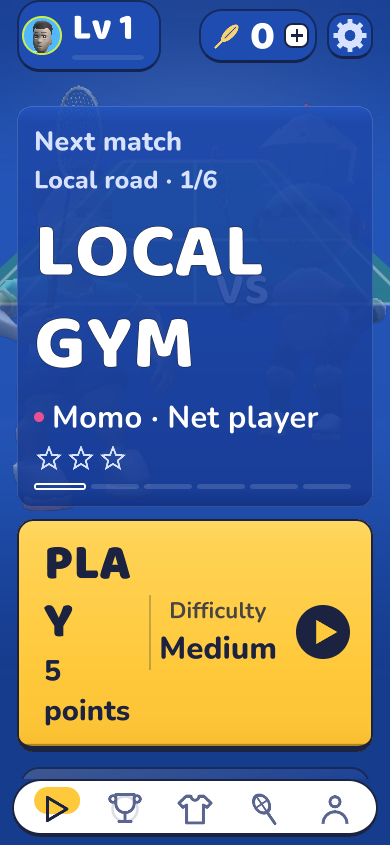 Lv 1
0
Next match
Local road · 1/6
LOCAL
GYM
VS
Momo · Net player
PLA
Y
5
points
Difficulty
Medium